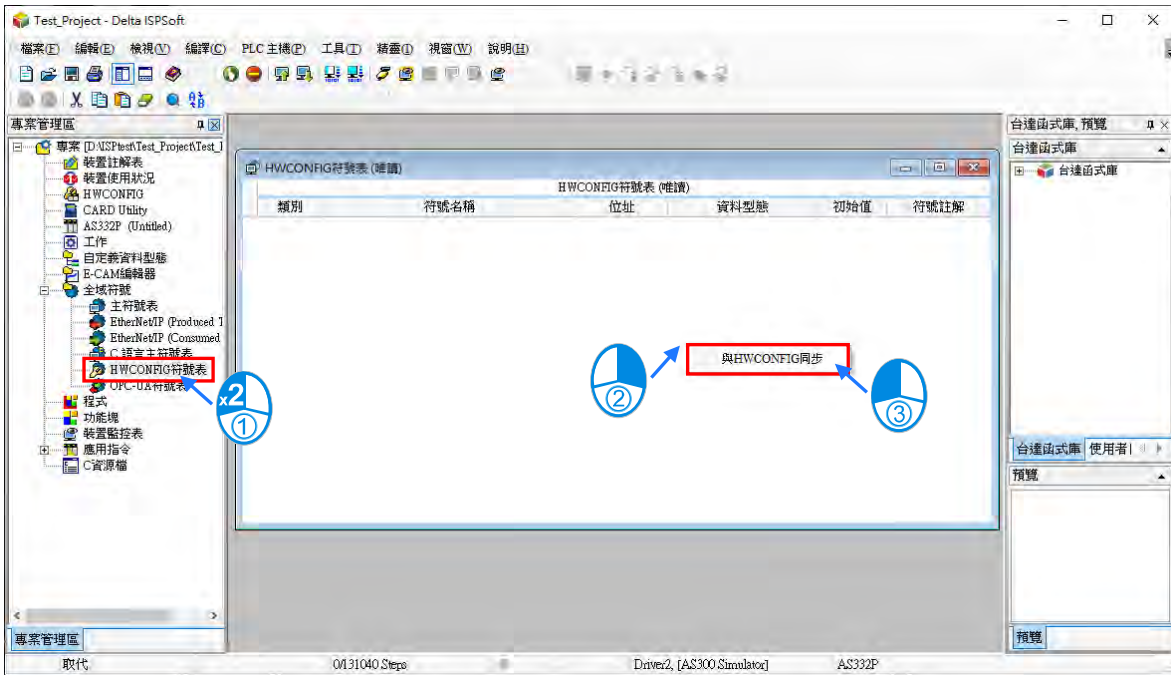 Test_Project - Delta ISPSoft
檔案(F) 編輯(E) 檢視(V) 編譯(C) PLC 主機(P) 工具(T) 精靈(I) 視窗(W) 說明(H)
專案管理區
專案 [D:\ISPtest\Test_Project\Test_]
裝置註解表
裝置使用狀況
HWCONFIG
CARD Utility
AS332P (Untitled)
工作
自定義資料型態
E-CAM編輯器
全域符號
主符號表
EtherNet/IP (Produced T
EtherNet/IP (Consumed
C 語言主符號表
HWCONFIG符號表
OPC-UA符號表
程式
功能塊
裝置監控表
應用指令
C資源檔
x2
①
HWCONFIG符號表 (唯讀)
HWCONFIG符號表 (唯讀)
類別 符號名稱 位址 資料型態 初始值 符號註解
與HWCONFIG同步
②
③
台達函式庫, 預覽
台達函式庫
台達函式庫
台達函式庫 使用者
預覽
預覽
專案管理區
取代 0/131040 Steps Driver2, [AS300 Simulator] AS332P